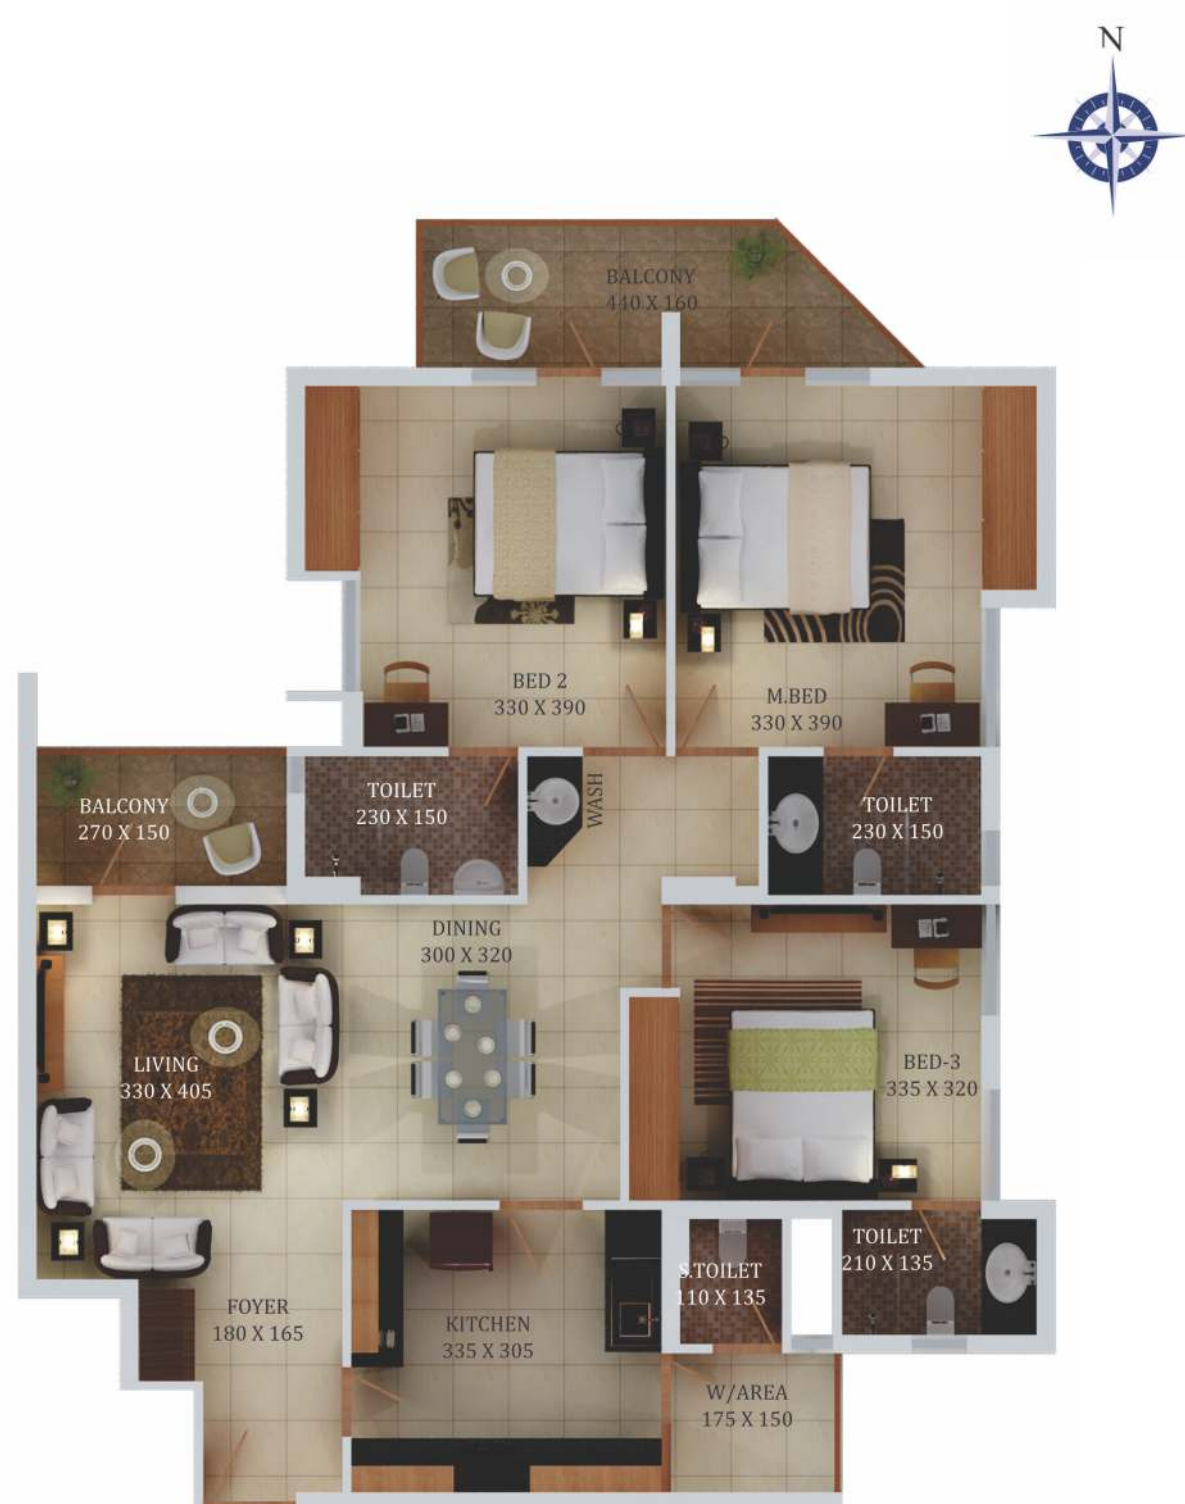 N
BALCONY
440 X 160
BED 2
330 X 390
M.BED
330 X 390
BALCONY
270 X 150
TOILET
230 X 150
WASH
TOILET
230 X 150
DINING
300 X 320
LIVING
330 X 405
BED-3
335 X 320
FOYER
180 X 165
KITCHEN
335 X 305
S.TOILET
110 X 135
TOILET
210 X 135
W/AREA
175 X 150